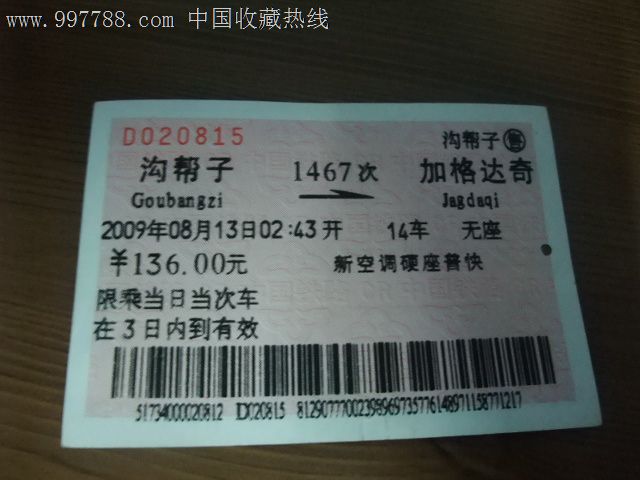 www.997788.com 中国收藏热线
D020815
沟帮子 售
沟帮子 1467次 加格达奇
Goubangzi Jagdaqi
2009年08月13日02:43开 14车 无座
￥136.00元 新空调硬座普快
限乘当日当次车
在3日内到有效
51734000020812 D020815 81290777002398969735776148971158771217